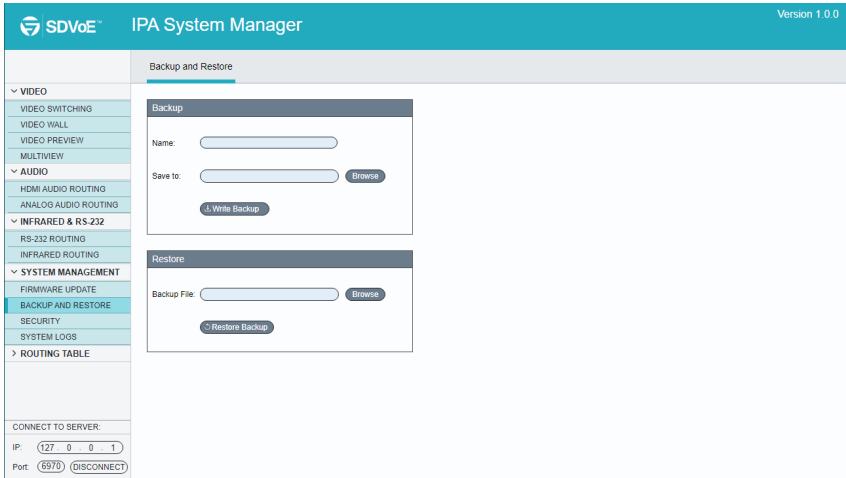 SDVoE™ IPA System Manager Version 1.0.0
Backup and Restore
VIDEO
VIDEO SWITCHING
VIDEO WALL
VIDEO PREVIEW
MULTIVIEW
AUDIO
HDMI AUDIO ROUTING
ANALOG AUDIO ROUTING
INFRARED & RS-232
RS-232 ROUTING
INFRARED ROUTING
SYSTEM MANAGEMENT
FIRMWARE UPDATE
BACKUP AND RESTORE
SECURITY
SYSTEM LOGS
ROUTING TABLE
CONNECT TO SERVER:
IP: 127 . 0 . 0 . 1
Port: 6970 DISCONNECT
Backup
Name:
Save to: Browse
Write Backup
Restore
Backup File: Browse
Restore Backup